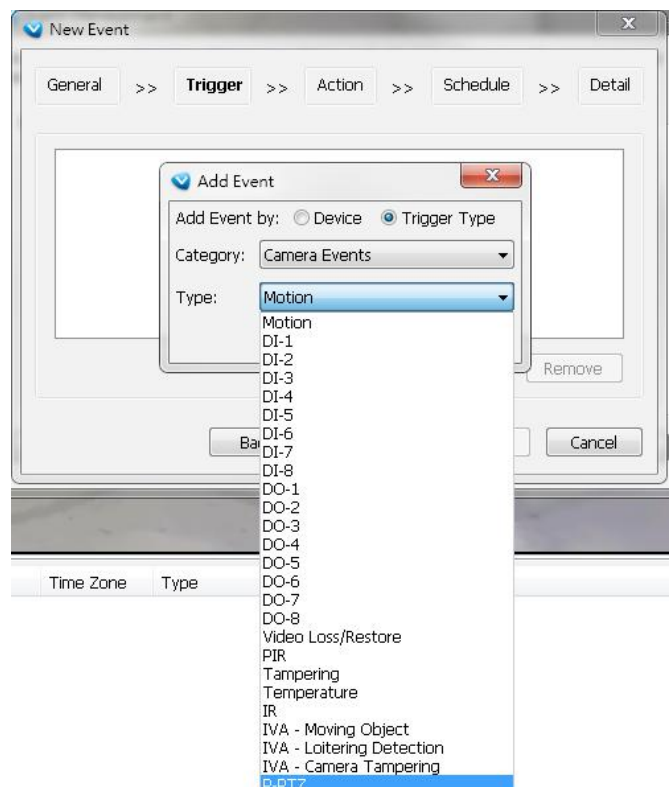 New Event
General >> Trigger >> Action >> Schedule >> Detail
Add Event
Add Event by: Device Trigger Type
Category: Camera Events
Type: Motion
Motion
DI-1
DI-2
DI-3
Remove
DI-4
DI-5
DI-6
Cancel
DI-7
DI-8
DO-1
DO-2
DO-3
DO-4
DO-5
Time Zone Type
DO-6
DO-7
DO-8
Video Loss/Restore
PIR
Tampering
Temperature
IR
IVA - Moving Object
IVA - Loitering Detection
IVA - Camera Tampering